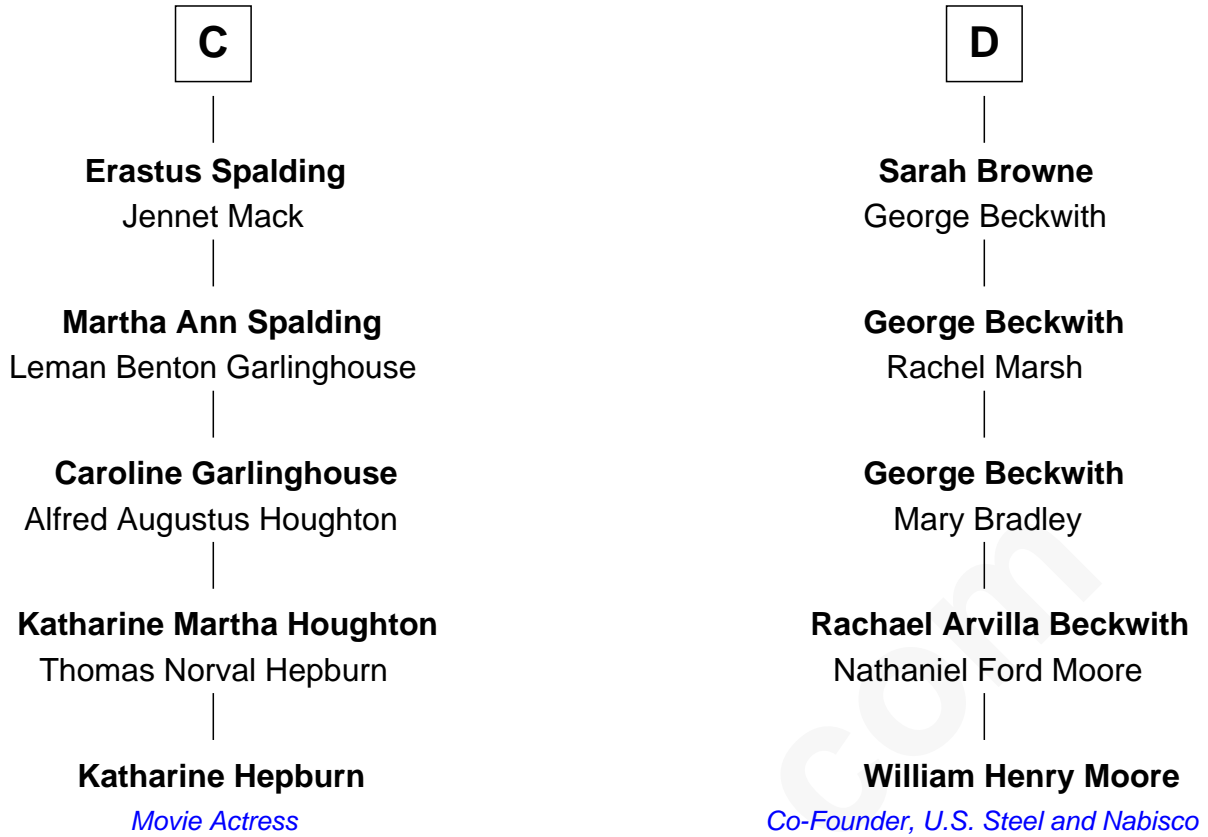 C
Erastus Spalding
Jennet Mack
Martha Ann Spalding
Leman Benton Garlinghouse
Caroline Garlinghouse
Alfred Augustus Houghton
Katharine Martha Houghton
Thomas Norval Hepburn
Katharine Hepburn
Movie Actress
D
Sarah Browne
George Beckwith
George Beckwith
Rachel Marsh
George Beckwith
Mary Bradley
Rachael Arvilla Beckwith
Nathaniel Ford Moore
William Henry Moore
Co-Founder, U.S. Steel and Nabisco
com